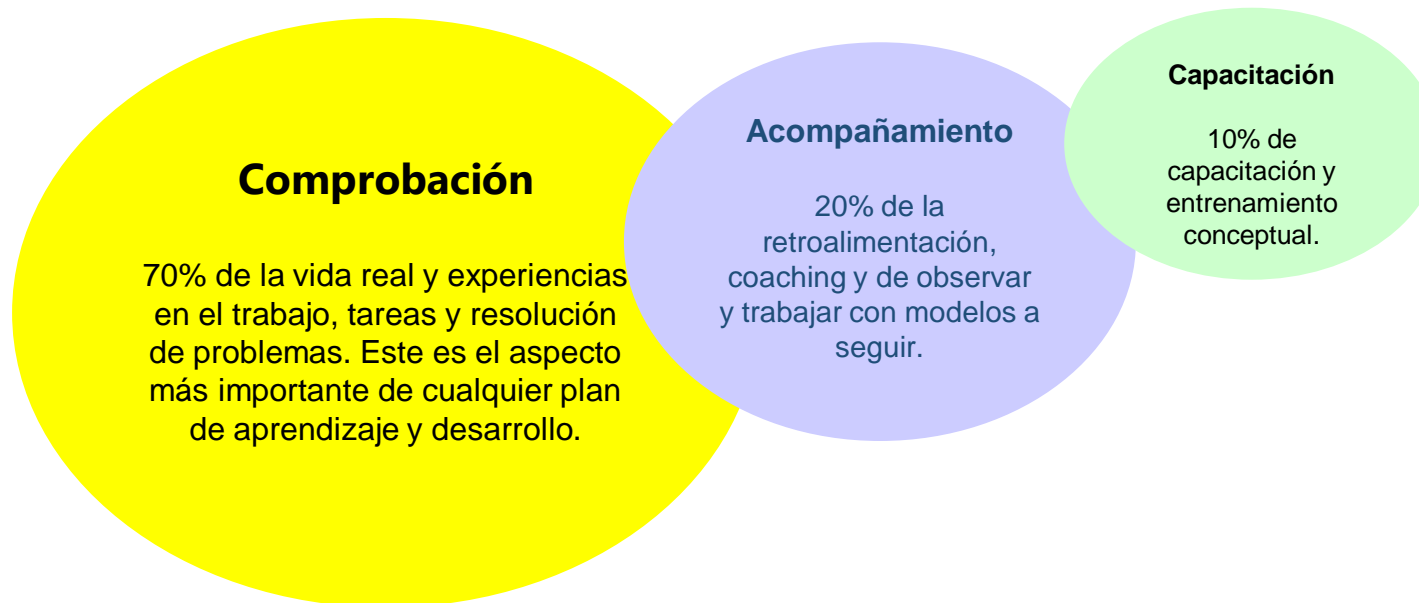 Comprobación
70% de la vida real y experiencias
en el trabajo, tareas y resolución
de problemas. Este es el aspecto
más importante de cualquier plan
de aprendizaje y desarrollo.
Acompañamiento
20% de la
retroalimentación,
coaching y de observar
y trabajar con modelos a
seguir.
Capacitación
10% de
capacitación y
entrenamiento
conceptual.